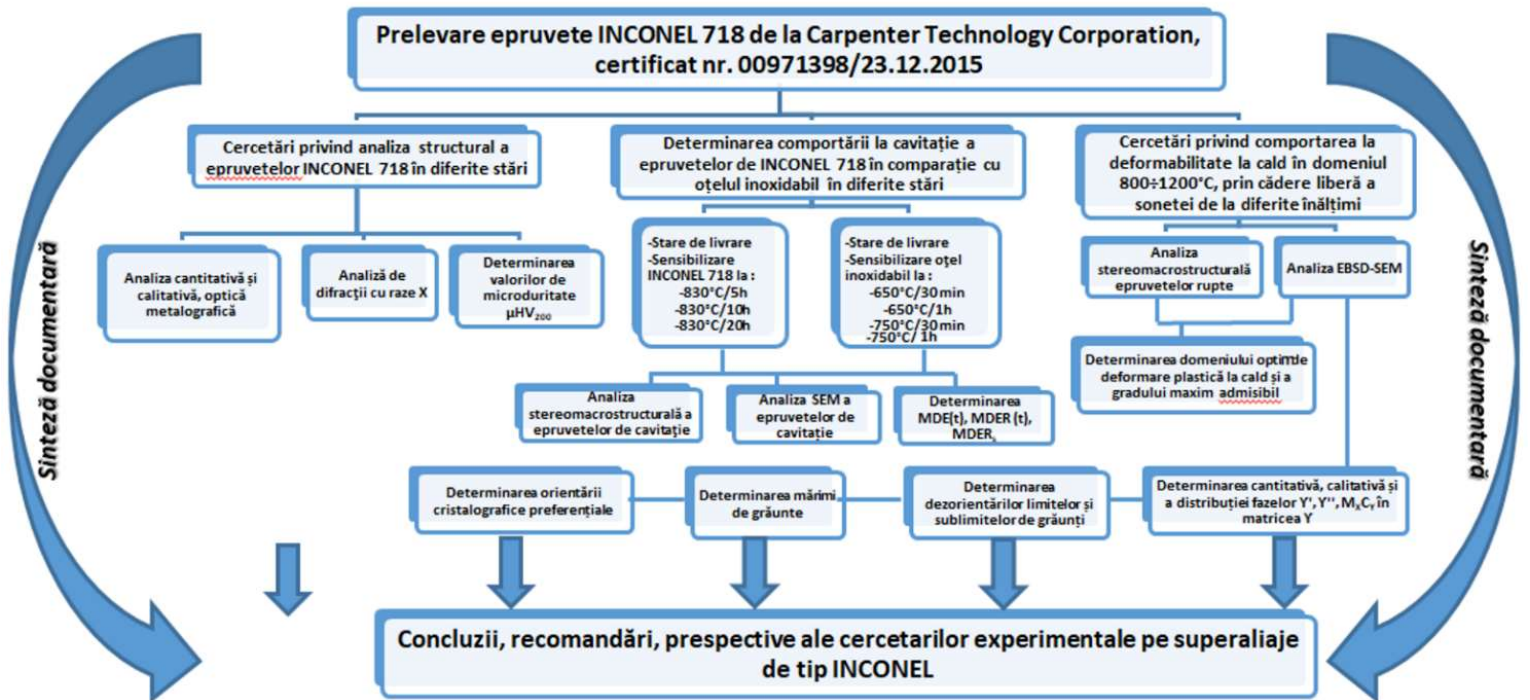 Prelevare epruvete INCONEL 718 de la Carpenter Technology Corporation,
certificat nr. 00971398/23.12.2015
Cercetări privind analiza structural a
epruvetelor INCONEL 718 în diferite stări
Determinarea comportării la cavitație a
epruvetelor de INCONEL 718 în comparație cu
oțelul inoxidabil în diferite stări
Cercetări privind comportarea la
deformabilitate la cald în domeniul
800÷1200°C, prin cădere liberă a
sonetei de la diferite înălțimi
Analiza cantitativă și
calitativă, optică
metalografică
Analiză de
difracții cu raze X
Determinarea
valorilor de
microduritate
µHV200
-Stare de livrare
-Sensibilizare
INCONEL 718 la :
-830°C/5h
-830°C/10h
-830°C/20h
-Stare de livrare
-Sensibilizare oțel
inoxidabil la :
-650°C/30min
-650°C/1h
-750°C/30min
-750°C/ 1h
Analiza
stereomacrostructurală
epruvetelor rupte
Analiza EBSD-SEM
Determinarea domeniului optim de
deformare plastică la cald și a
gradului maxim admisibil
Analiza
stereomacrostructurală a
epruvetelor de cavitație
Analiza SEM a
epruvetelor de
cavitație
Determinarea
MDE(t), MDER (t),
MDERs
Determinarea orientării
cristalografice preferențiale
Determinarea mărimi
de grăunte
Determinarea
dezorientărilor limitelor și
sublimitelor de grăunți
Determinarea cantitativă, calitativă și
a distribuției fazelor Y', Y'', MXCY în
matricea Y
Sinteză documentară
Sinteză documentară
Concluzii, recomandări, prespective ale cercetarilor experimentale pe superaliaje
de tip INCONEL